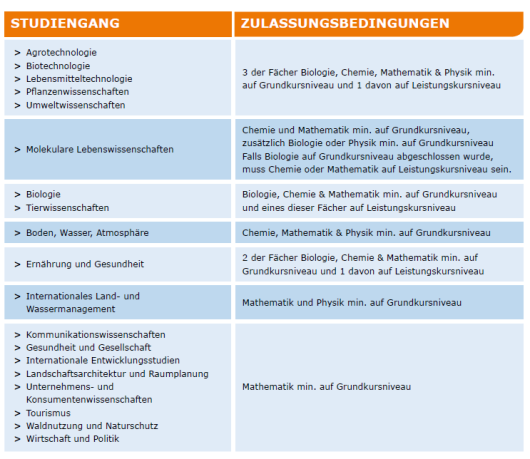 STUDIENGANG
ZULASSUNGSBEDINGUNGEN
> Agrotechnologie
> Biotechnologie
> Lebensmitteltechnologie
> Pflanzenwissenschaften
> Umweltwissenschaften
3 der Fächer Biologie, Chemie, Mathematik & Physik min.
auf Grundkursniveau und 1 davon auf Leistungskursniveau
> Molekulare Lebenswissenschaften
Chemie und Mathematik min. auf Grundkursniveau,
zusätzlich Biologie oder Physik min. auf Grundkursniveau
Falls Biologie auf Grundkursniveau abgeschlossen wurde,
muss Chemie oder Mathematik auf Leistungskursniveau sein.
> Biologie
> Tierwissenschaften
Biologie, Chemie & Mathematik min. auf Grundkursniveau
und eines dieser Fächer auf Leistungskursniveau
> Boden, Wasser, Atmosphäre
Chemie, Mathematik & Physik min. auf Grundkursniveau
> Ernährung und Gesundheit
2 der Fächer Biologie, Chemie & Mathematik min. auf
Grundkursniveau und 1 davon auf Leistungskursniveau
> Internationales Land- und
Wassermanagement
Mathematik und Physik min. auf Grundkursniveau
> Kommunikationswissenschaften
> Gesundheit und Gesellschaft
> Internationale Entwicklungsstudien
> Landschaftsarchitektur und Raumplanung
> Unternehmens- und
Konsumentenwissenschaften
> Tourismus
> Waldnutzung und Naturschutz
> Wirtschaft und Politik
Mathematik min. auf Grundkursniveau